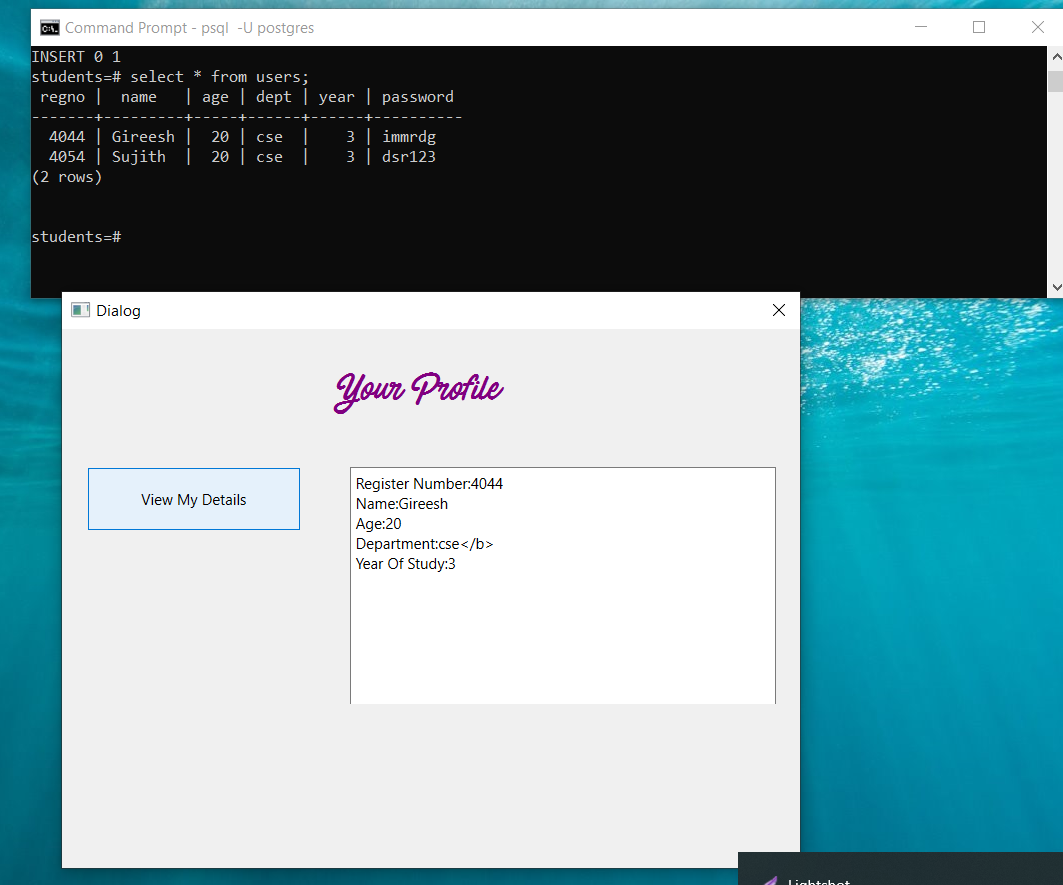 Command Prompt - psql  -U postgres
INSERT 0 1
students=# select * from users;
 regno |  name   | age | dept | year | password
-------+---------+-----+------+------+----------
  4044 | Gireesh |  20 | cse  |    3 | immrdg
  4054 | Sujith  |  20 | cse  |    3 | dsr123
(2 rows)
students=#
Dialog
Your Profile
View My Details
Register Number:4044
Name:Gireesh
Age:20
Department:cse</b>
Year Of Study:3
Lightshot